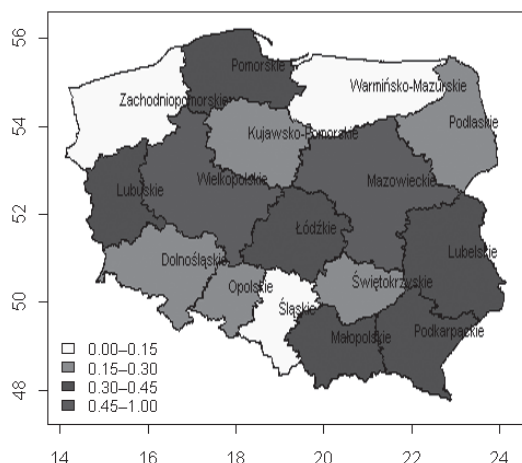 56
54
52
50
48
Pomorskie
Warmińsko-Mazurskie
Zachodniopomorskie
Podlaskie
Kujawsko-Pomorskie
Wielkopolskie
Mazowieckie
Lubuskie
Łódźkie
Lubelskie
Dolnośląskie
Opolskie
Śląskie
Świętokrzyskie
Małopolskie
Podkarpackie
0.00–0.15
0.15–0.30
0.30–0.45
0.45–1.00
14 16 18 20 22 24